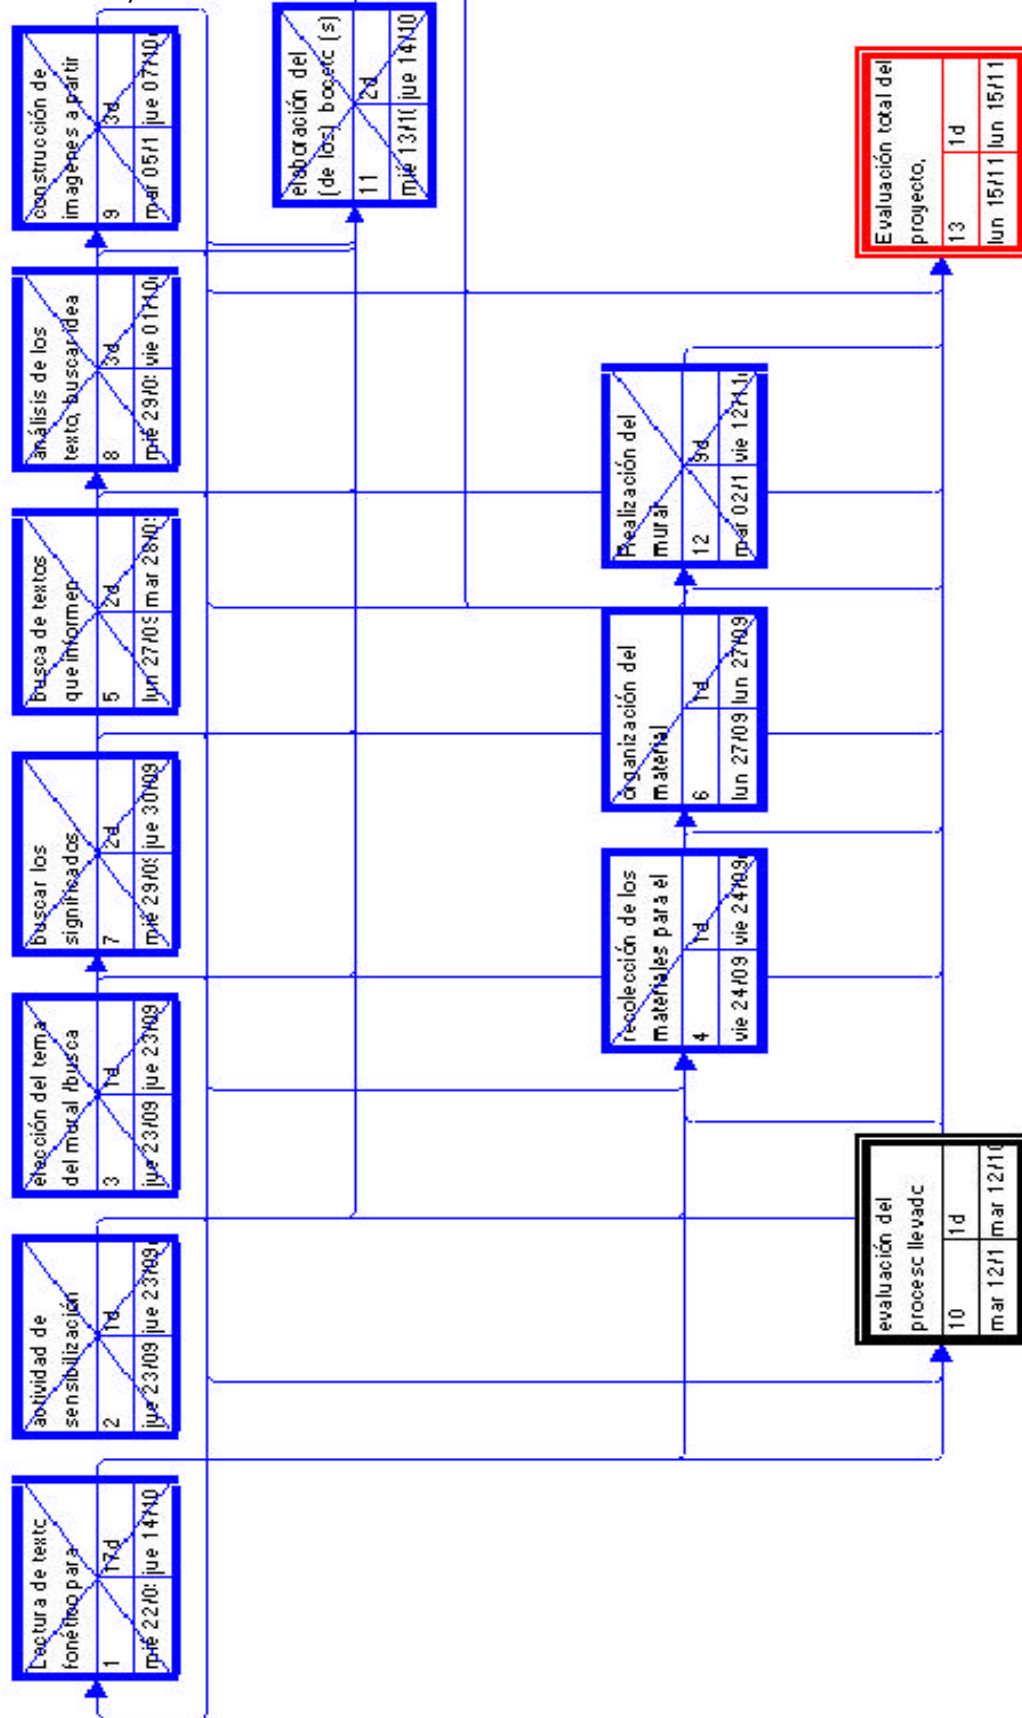 Lectura de textc
fonético para
1 17d
mié 22/0: jue 14/10
actividad de
sensibilización
2 1d
jue 23/09 jue 23/09
elección del tema
del mural /busca
3 1d
jue 23/09 jue 23/09
buscar los
significados
7 2d
mié 29/0: jue 30/09
busca de textos
que informen
5 2d
lun 27/09 mar 28/0:
análisis de los
texto, buscar idea
8 3d
mié 29/0: vie 01/10
construcción de
imagenes a partir
9 3d
mar 05/1 jue 07/10
elaboración del
(de los) bocetc (s)
11 2d
mié 13/1( jue 14/10
recolección de los
materiales para el
4 1d
vie 24/09 vie 24/09
organización del
material
6 1d
lun 27/09 lun 27/09
Realización del
mural
12 9d
mar 02/1 vie 12/11
evaluación del
procesc llevadc
10 1d
mar 12/1 mar 12/10
Evaluación total del
proyecto,
13 1d
lun 15/11 lun 15/11